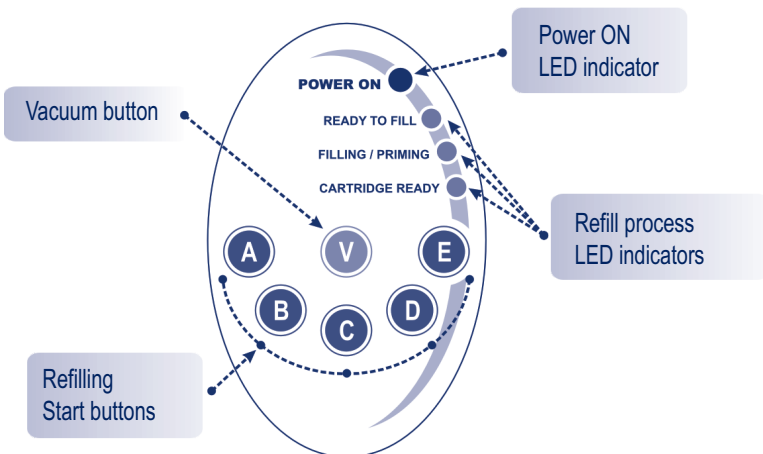 Power ON
LED indicator
POWER ON
Vacuum button
READY TO FILL
FILLING / PRIMING
CARTRIDGE READY
Refill process
LED indicators
A
V
E
B
D
C
Refilling
Start buttons